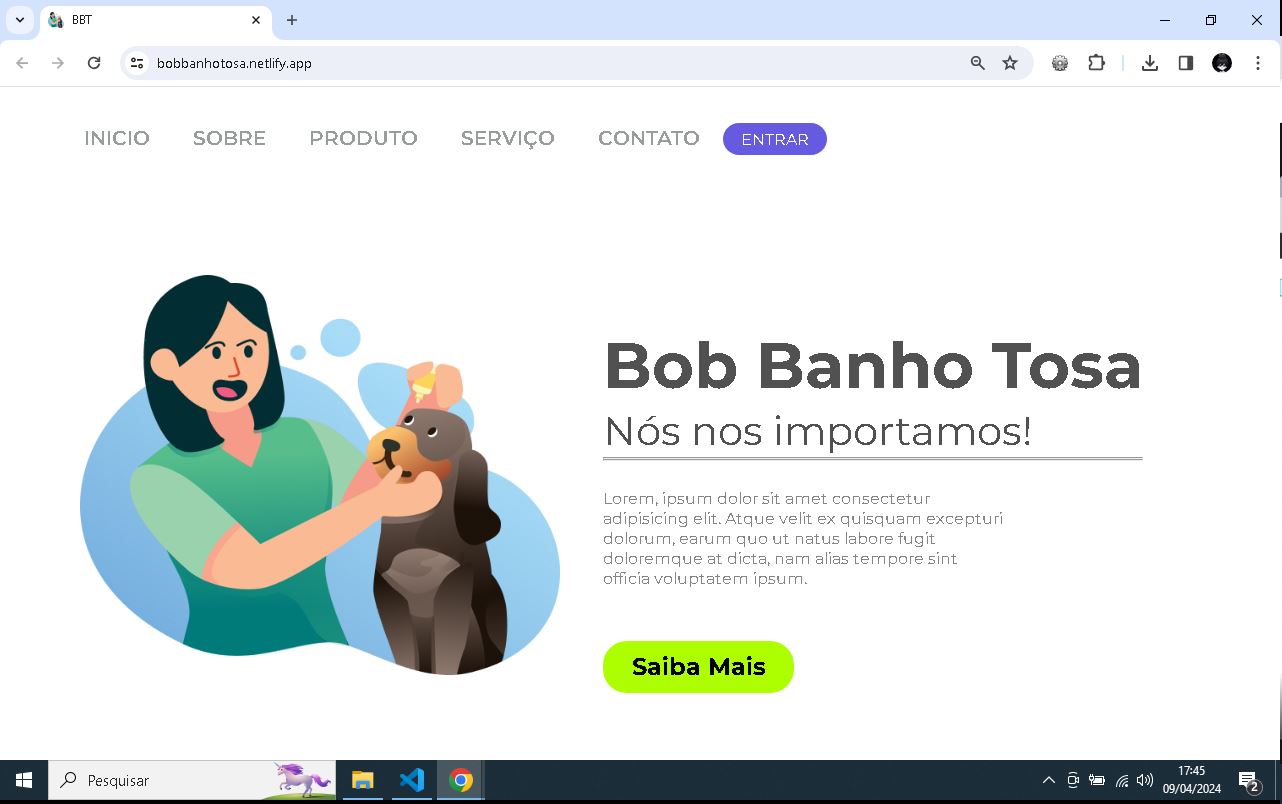 BBT
bobbanhotosa.netlify.app
INICIO SOBRE PRODUTO SERVIÇO CONTATO ENTRAR
Bob Banho Tosa
Nós nos importamos!
Lorem, ipsum dolor sit amet consectetur
adipisicing elit. Atque velit ex quisquam excepturi
dolorum, earum quo ut natus labore fugit
doloremque at dicta, nam alias tempore sint
officia voluptatem ipsum.
Saiba Mais
Pesquisar
17:45
09/04/2024
2